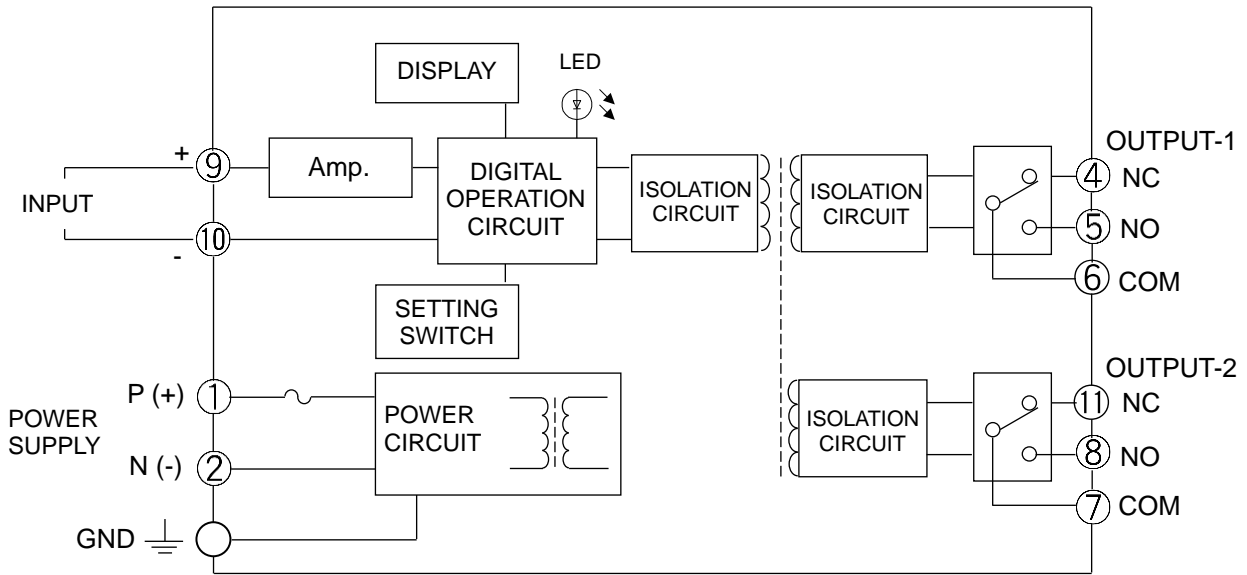 DISPLAY
LED
OUTPUT-1
+
9
Amp.
DIGITAL
OPERATION
CIRCUIT
ISOLATION
CIRCUIT
ISOLATION
CIRCUIT
4
NC
INPUT
10
-
5
NO
6
COM
SETTING
SWITCH
OUTPUT-2
P (+)
1
POWER
SUPPLY
POWER
CIRCUIT
ISOLATION
CIRCUIT
11
NC
N (-)
2
8
NO
7
COM
GND